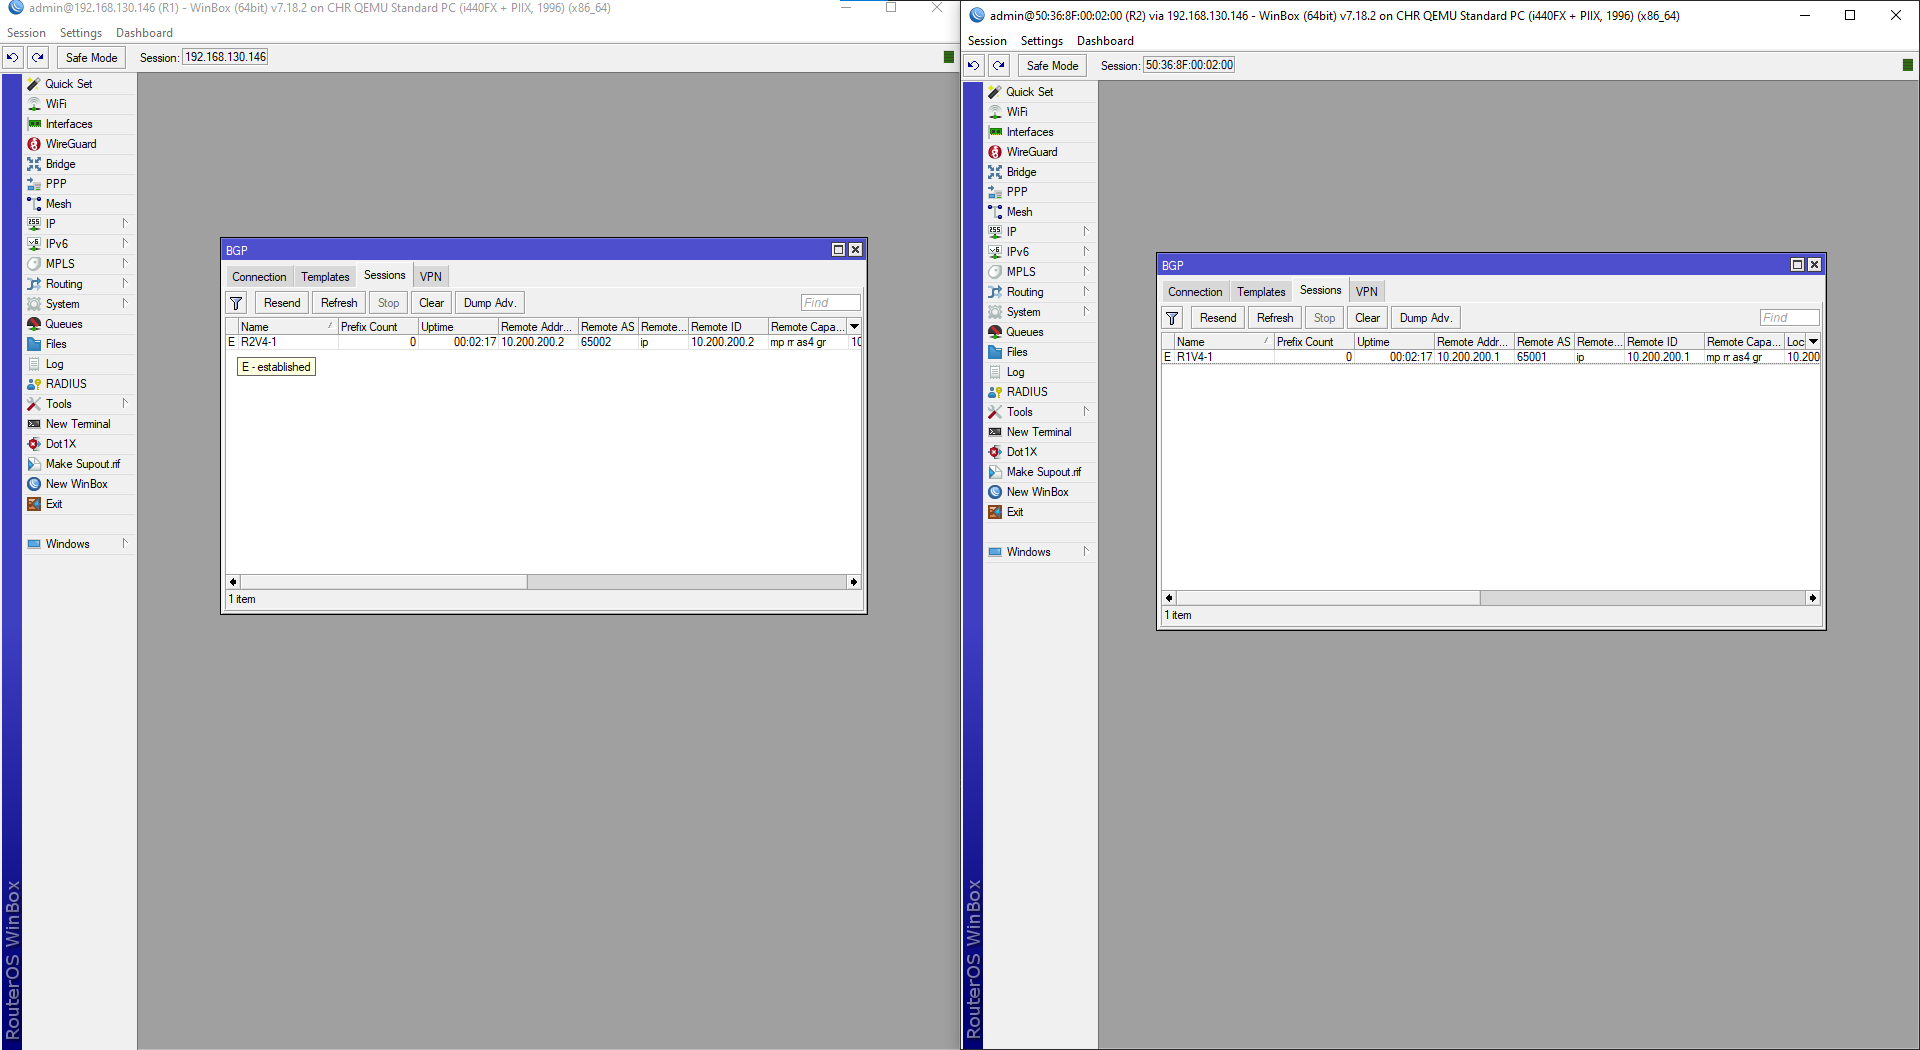 admin@192.168.130.146 (R1) - WinBox (64bit) v7.18.2 on CHR QEMU Standard PC (i440FX + PIIX, 1996) (x86_64)
Session Settings Dashboard
Safe Mode Session: 192.168.130.146
Quick Set
WiFi
Interfaces
WireGuard
Bridge
PPP
Mesh
IP
IPv6
MPLS
Routing
System
Queues
Files
Log
RADIUS
Tools
New Terminal
Dot1X
Make Supout.rif
New WinBox
Exit
Windows
RouterOS WinBox
BGP
Connection Templates Sessions VPN
Resend Refresh Stop Clear Dump Adv. Find
Name Prefix Count Uptime Remote Addr... Remote AS Remote... Remote ID Remote Capa...
E R2V4-1 0 00:02:17 10.200.200.2 65002 ip 10.200.200.2 mp rr as4 gr 10
E - established
1 item
admin@50:36:8F:00:02:00 (R2) via 192.168.130.146 - WinBox (64bit) v7.18.2 on CHR QEMU Standard PC (i440FX + PIIX, 1996) (x86_64)
Session Settings Dashboard
Safe Mode Session: 50:36:8F:00:02:00
Quick Set
WiFi
Interfaces
WireGuard
Bridge
PPP
Mesh
IP
IPv6
MPLS
Routing
System
Queues
Files
Log
RADIUS
Tools
New Terminal
Dot1X
Make Supout.rif
New WinBox
Exit
Windows
RouterOS WinBox
BGP
Connection Templates Sessions VPN
Resend Refresh Stop Clear Dump Adv. Find
Name Prefix Count Uptime Remote Addr... Remote AS Remote... Remote ID Remote Capa... Loc
E R1V4-1 0 00:02:17 10.200.200.1 65001 ip 10.200.200.1 mp rr as4 gr 10.200
1 item